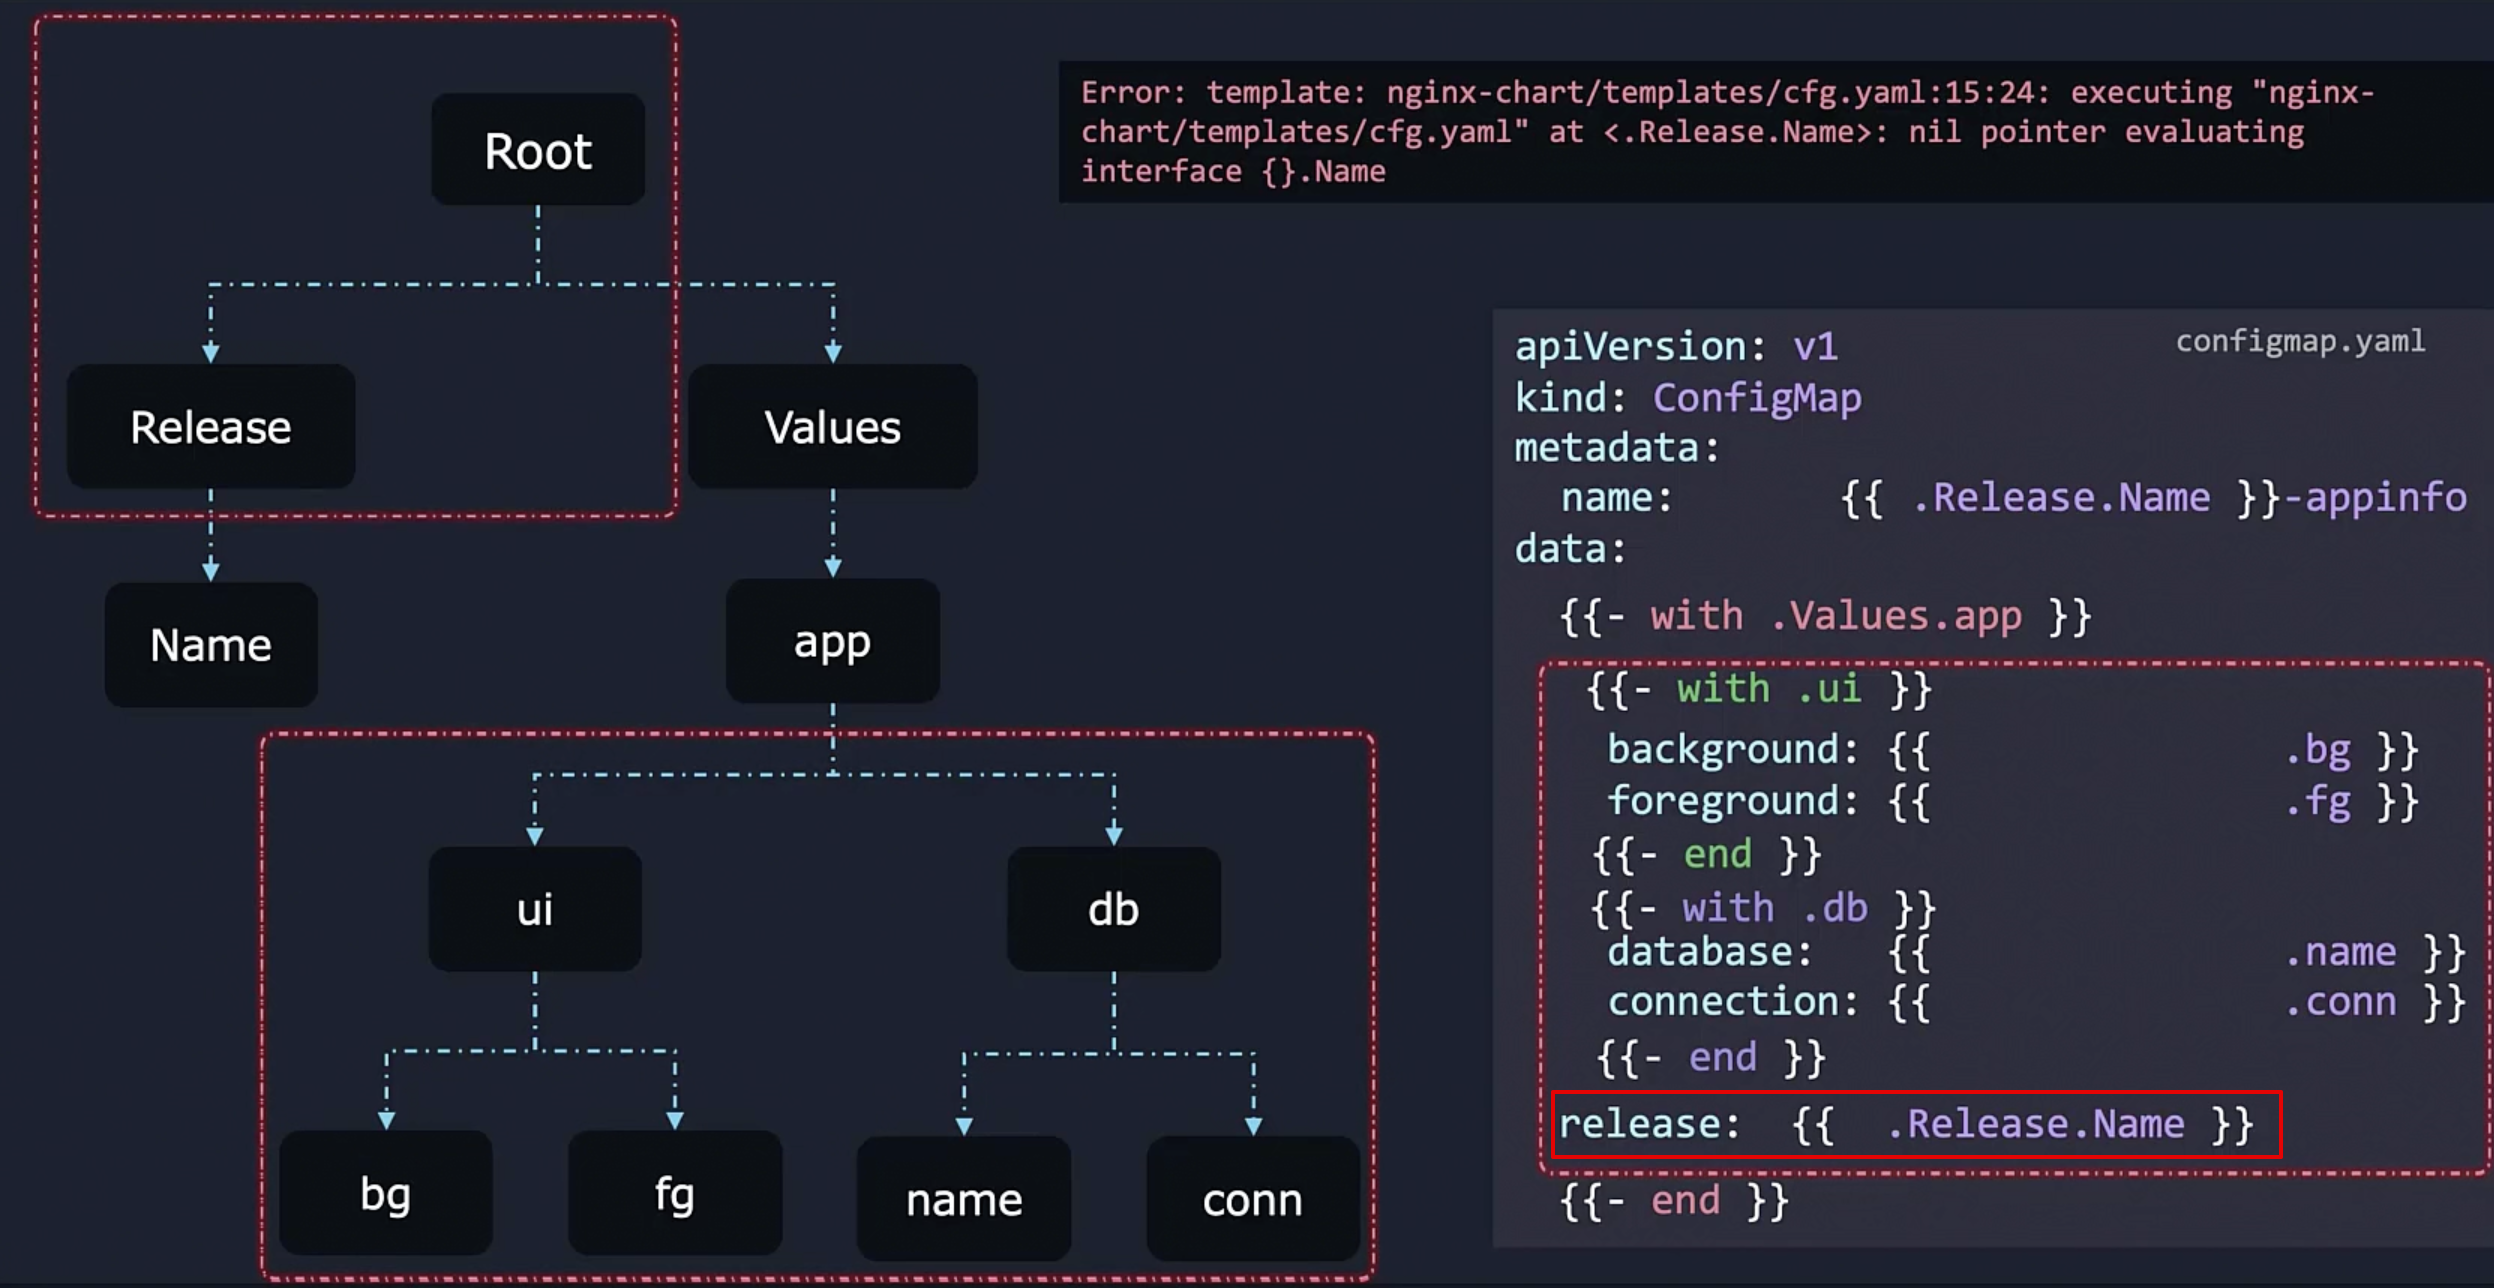 Root
Release
Values
Name
app
ui
db
bg
fg
name
conn
Error: template: nginx-chart/templates/cfg.yaml:15:24: executing "nginx-
chart/templates/cfg.yaml" at <.Release.Name>: nil pointer evaluating
interface {}.Name
configmap.yaml
apiVersion: v1
kind: ConfigMap
metadata:
name: {{ .Release.Name }}-appinfo
data:
{{- with .Values.app }}
{{- with .ui }}
background: {{ .bg }}
foreground: {{ .fg }}
{{- end }}
{{- with .db }}
database: {{ .name }}
connection: {{ .conn }}
{{- end }}
release: {{ .Release.Name }}
{{- end }}